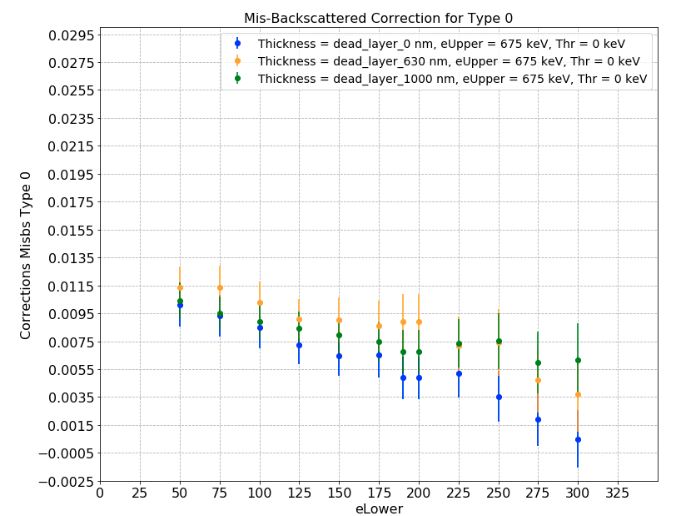 Mis-Backscattered Correction for Type 0
Thickness = dead_layer_0 nm, eUpper = 675 keV, Thr = 0 keV
Thickness = dead_layer_630 nm, eUpper = 675 keV, Thr = 0 keV
Thickness = dead_layer_1000 nm, eUpper = 675 keV, Thr = 0 keV
Corrections Misbs Type 0
0.0295
0.0275
0.0255
0.0235
0.0215
0.0195
0.0175
0.0155
0.0135
0.0115
0.0095
0.0075
0.0055
0.0035
0.0015
−0.0005
−0.0025
0 25 50 75 100 125 150 175 200 225 250 275 300 325
eLower